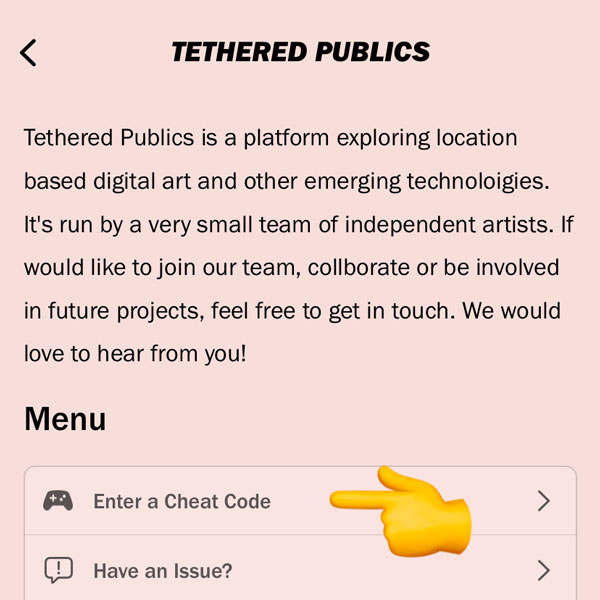 TETHERED PUBLICS
Tethered Publics is a platform exploring location
based digital art and other emerging technoloigies.
It's run by a very small team of independent artists. If
would like to join our team, collborate or be involved
in future projects, feel free to get in touch. We would
love to hear from you!
Menu
Enter a Cheat Code
Have an Issue?